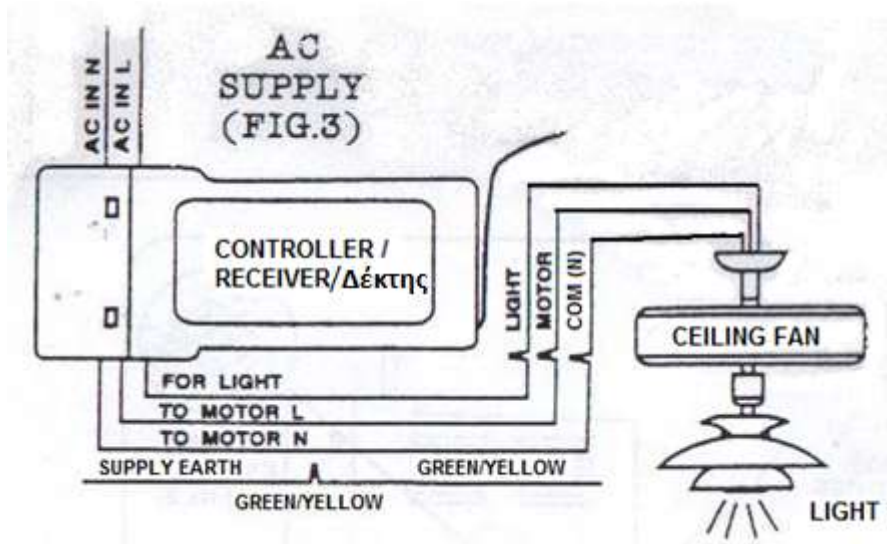 AC
SUPPLY
(FIG.3)
AC IN N
AC IN L
CONTROLLER /
RECEIVER/Δέκτης
LIGHT
MOTOR
COM (N)
CEILING FAN
FOR LIGHT
TO MOTOR L
TO MOTOR N
SUPPLY EARTH
GREEN/YELLOW
GREEN/YELLOW
LIGHT